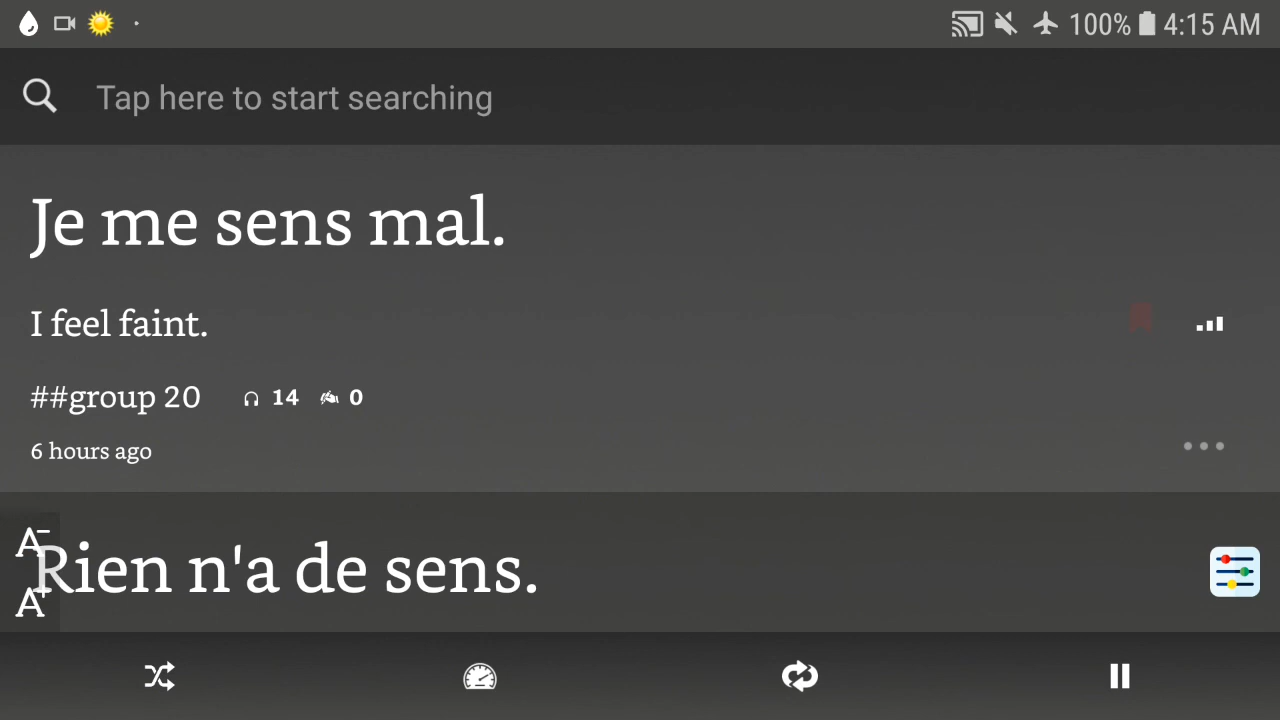 100% 4:15 AM
Tap here to start searching
Je me sens mal.
I feel faint.
##group 20 14 0
6 hours ago
A-
Rien n'a de sens.
A+